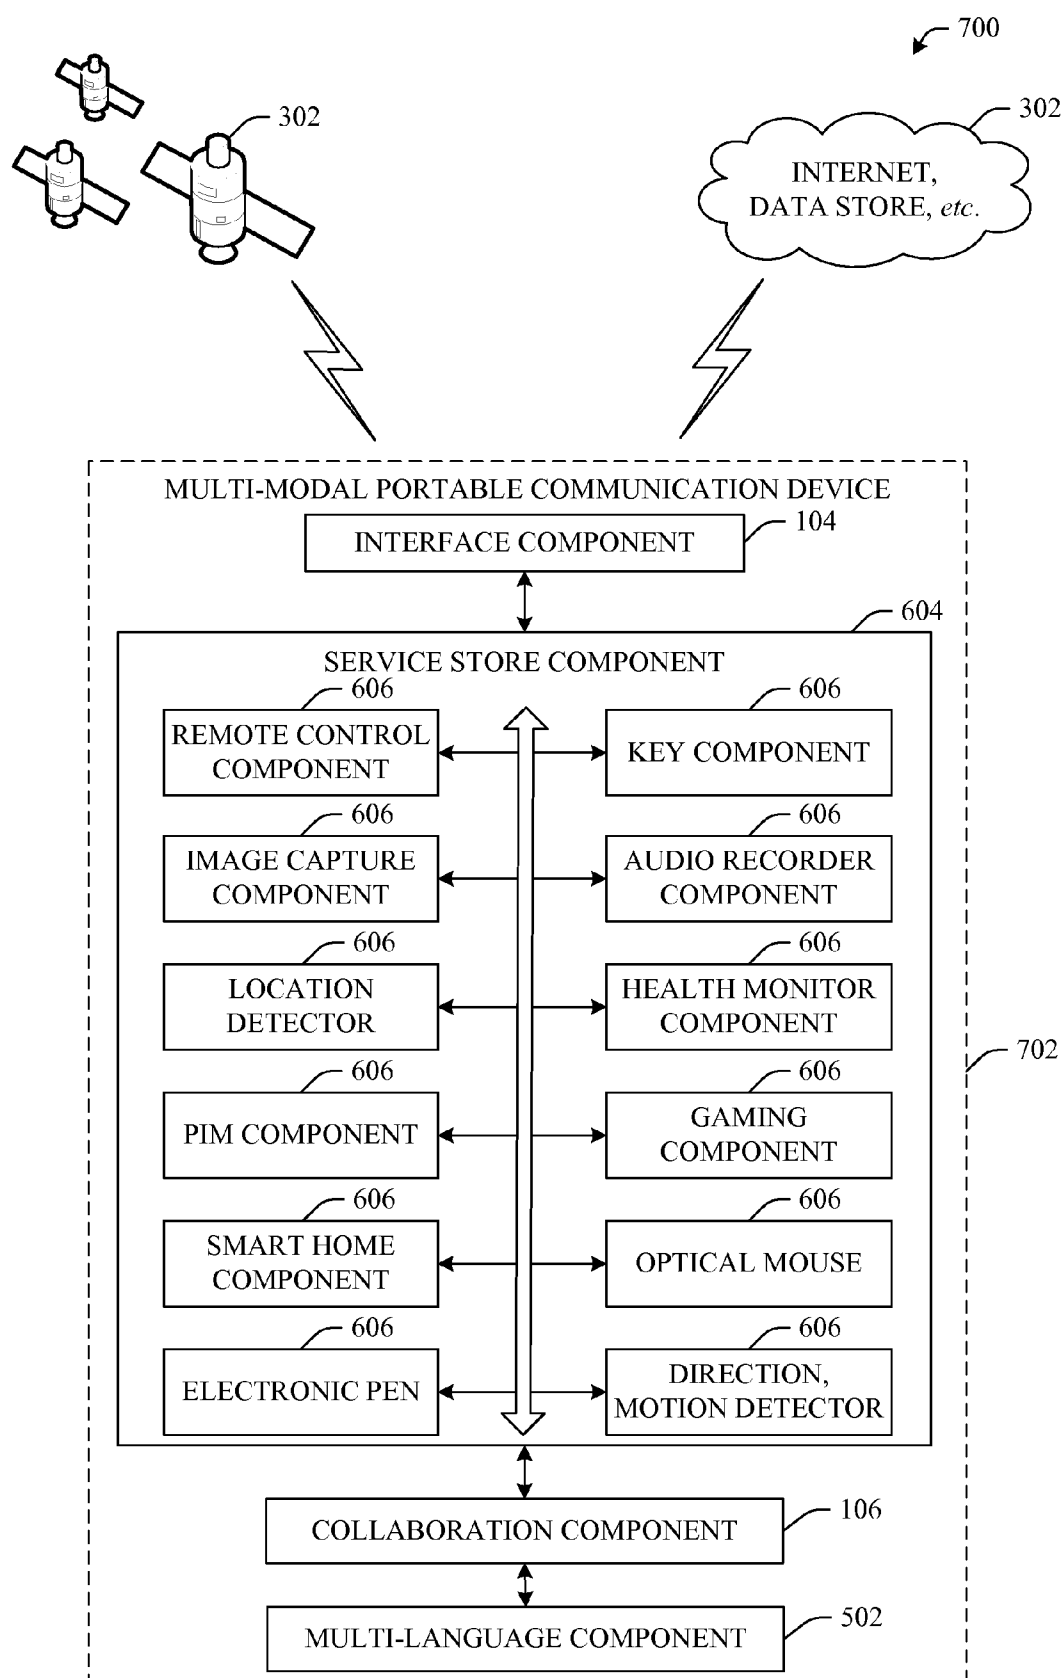 700
302
302
INTERNET,
DATA STORE, etc.
MULTI-MODAL PORTABLE COMMUNICATION DEVICE
104
INTERFACE COMPONENT
604
SERVICE STORE COMPONENT
606
REMOTE CONTROL
COMPONENT
606
KEY COMPONENT
606
IMAGE CAPTURE
COMPONENT
606
AUDIO RECORDER
COMPONENT
606
LOCATION
DETECTOR
606
HEALTH MONITOR
COMPONENT
702
606
PIM COMPONENT
606
GAMING
COMPONENT
606
SMART HOME
COMPONENT
606
OPTICAL MOUSE
606
ELECTRONIC PEN
606
DIRECTION,
MOTION DETECTOR
106
COLLABORATION COMPONENT
502
MULTI-LANGUAGE COMPONENT